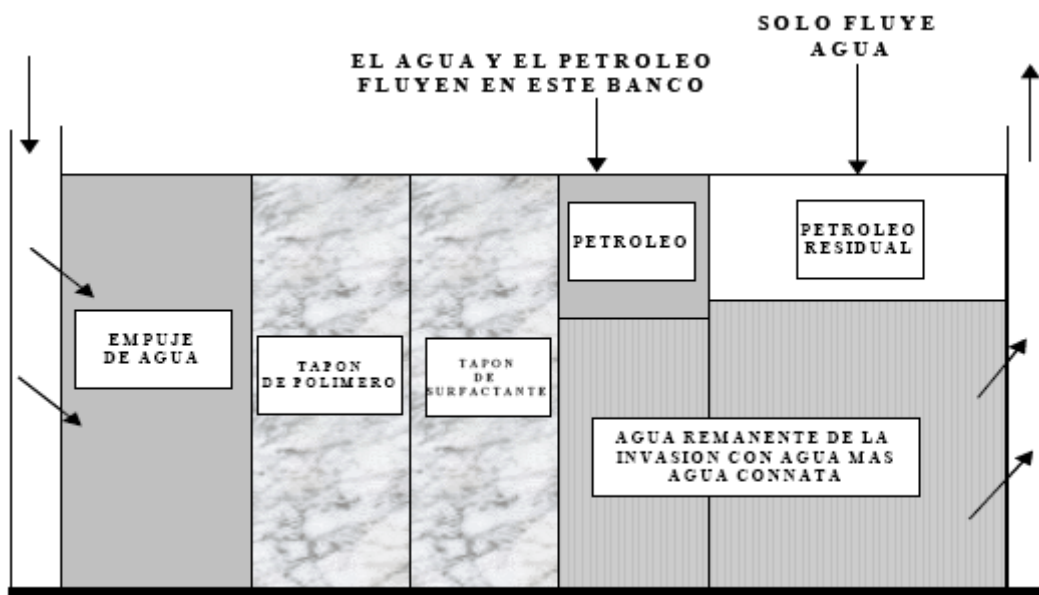 SOLO FLUYE
AGUA
EL AGUA Y EL PETROLEO
FLUYEN EN ESTE BANCO
PETROLEO
PETROLEO
RESIDUAL
EMPUJE
DE AGUA
TAPON
DE POLIMERO
TAPON
DE
SURFACTANTE
AGUA REMANENTE DE LA
INVASION CON AGUA MAS
AGUA CONNATA